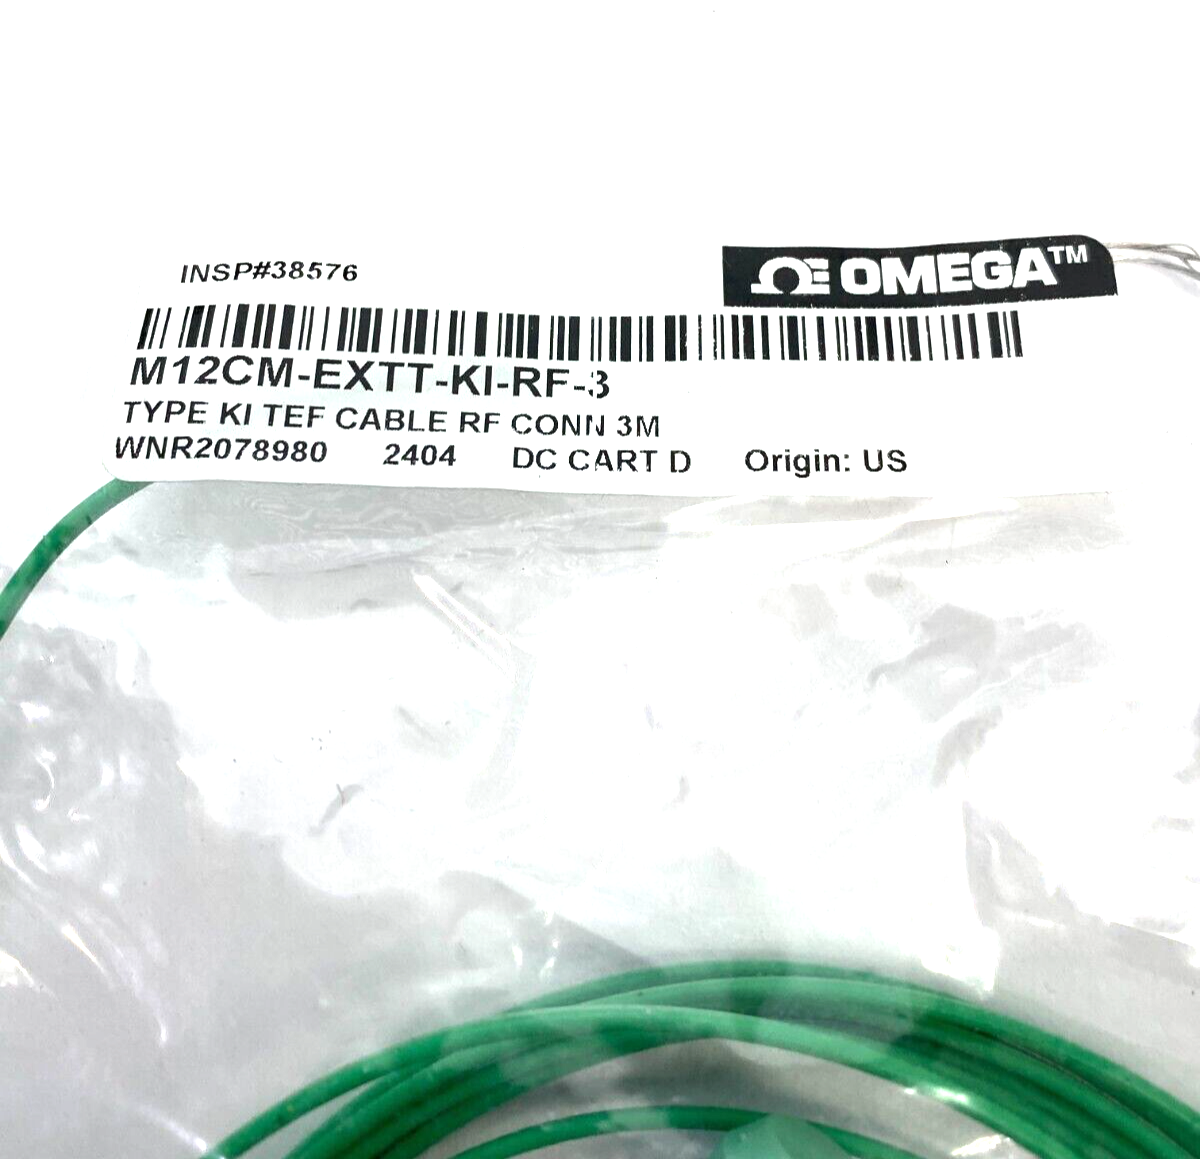 INSP#38576
ΩE OMEGA™
M12CM-EXTT-KI-RF-3
TYPE KI TEF CABLE RF CONN 3M
WNR2078980 2404 DC CART D Origin: US